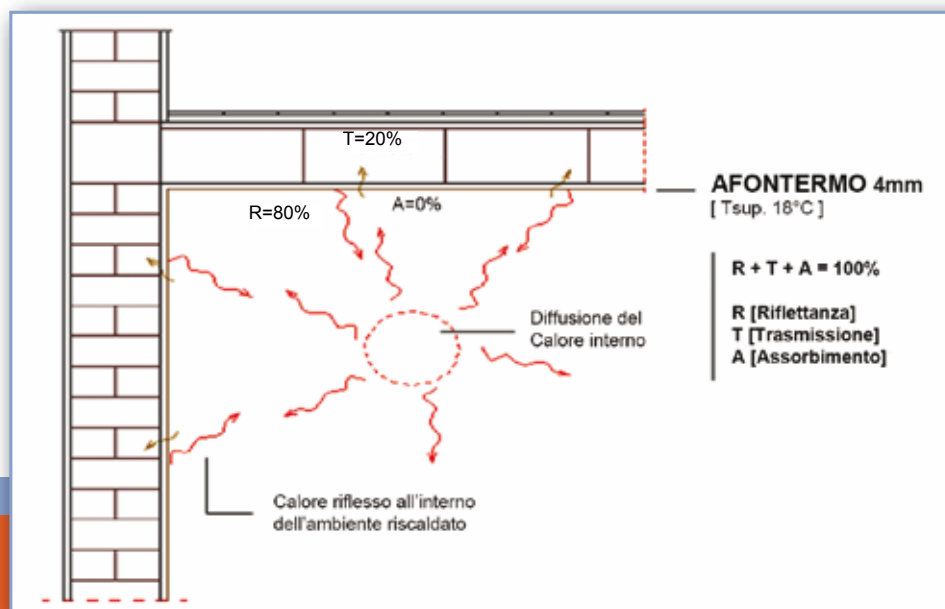 T=20%
R=80%
A=0%
AFONTERMO 4mm
[ Tsup. 18°C ]
R + T + A = 100%
R [Riflettanza]
T [Trasmissione]
A [Assorbimento]
Diffusione del
Calore interno
Calore riflesso all'interno
dell'ambiente riscaldato